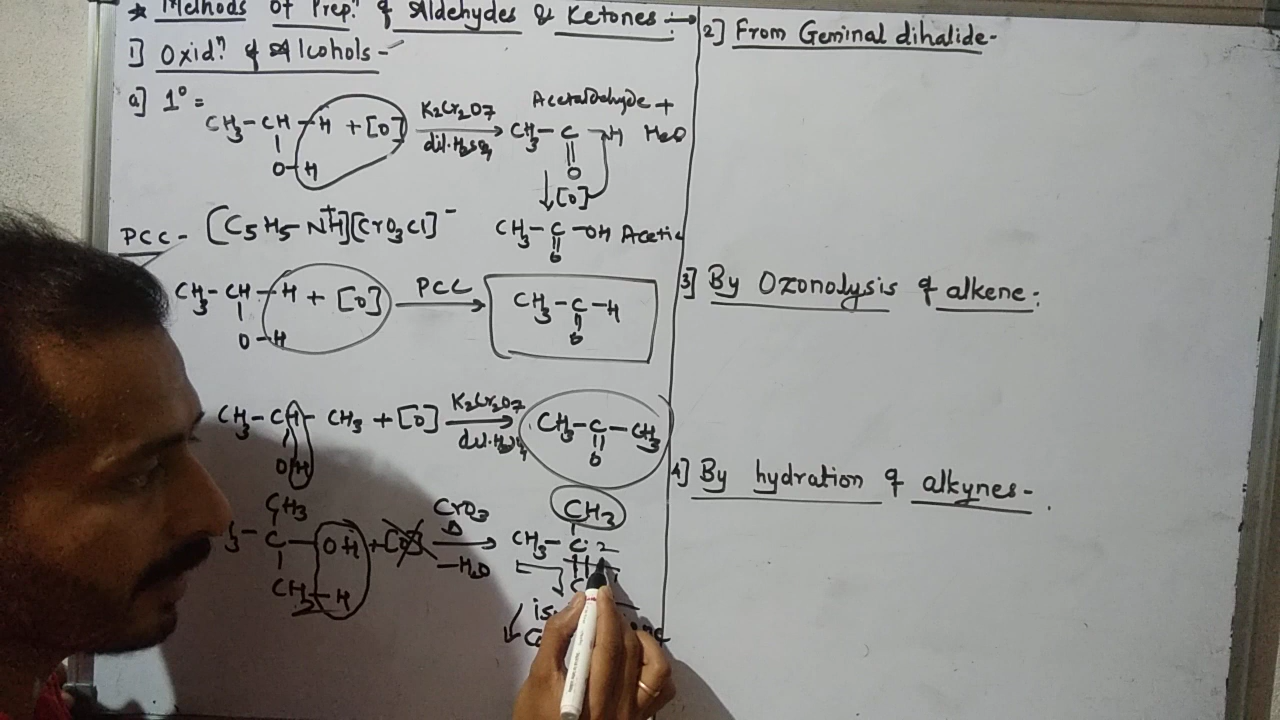 * Methods of Prepn. of Aldehydes & Ketones :→
1] Oxidn. of Alcohols -
a] 1° =
CH3-CH-H + [O] K2Cr2O7 dil.H2SO4 → CH3-C-H H2O
Acetaldehyde +
O-H
O
↓[O]
PCC - [C5H5-N+H][CrO3Cl]-
CH3-C-OH Acetic
O
CH3-CH-H + [O] PCC → CH3-C-H
O-H
O
CH3-CH-CH3 + [O] K2Cr2O7 dil.H2SO4 → CH3-C-CH3
OH
O
CH3
CH3
3-C-OH + [O] CrO3 Δ -H2O → CH3-C
CH3-H
2] From Geminal dihalide-
3] By Ozonolysis of alkene:
4] By hydration of alkynes-